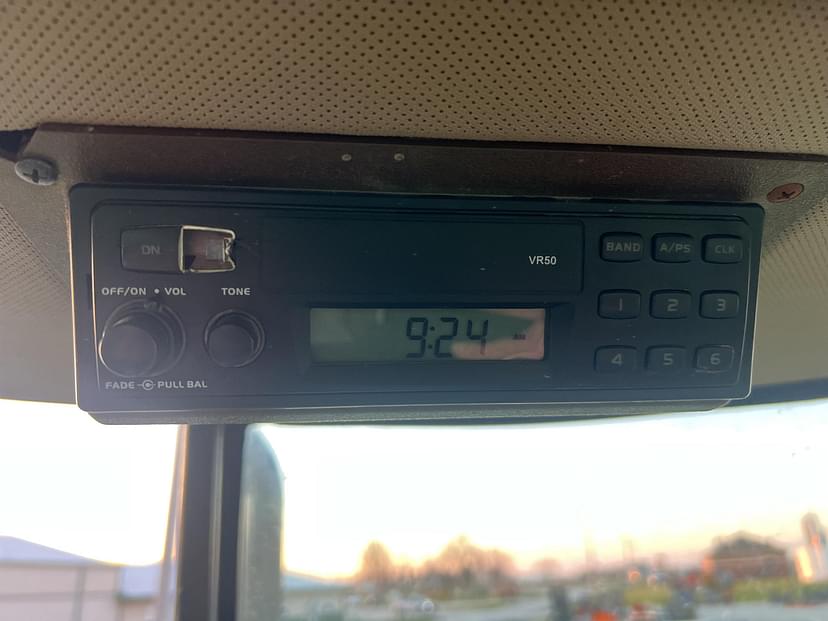 DN
VR50
BAND A/PS CLK
OFF/ON • VOL TONE
1 2 3
9:24
4 5 6
FADE PULL BAL